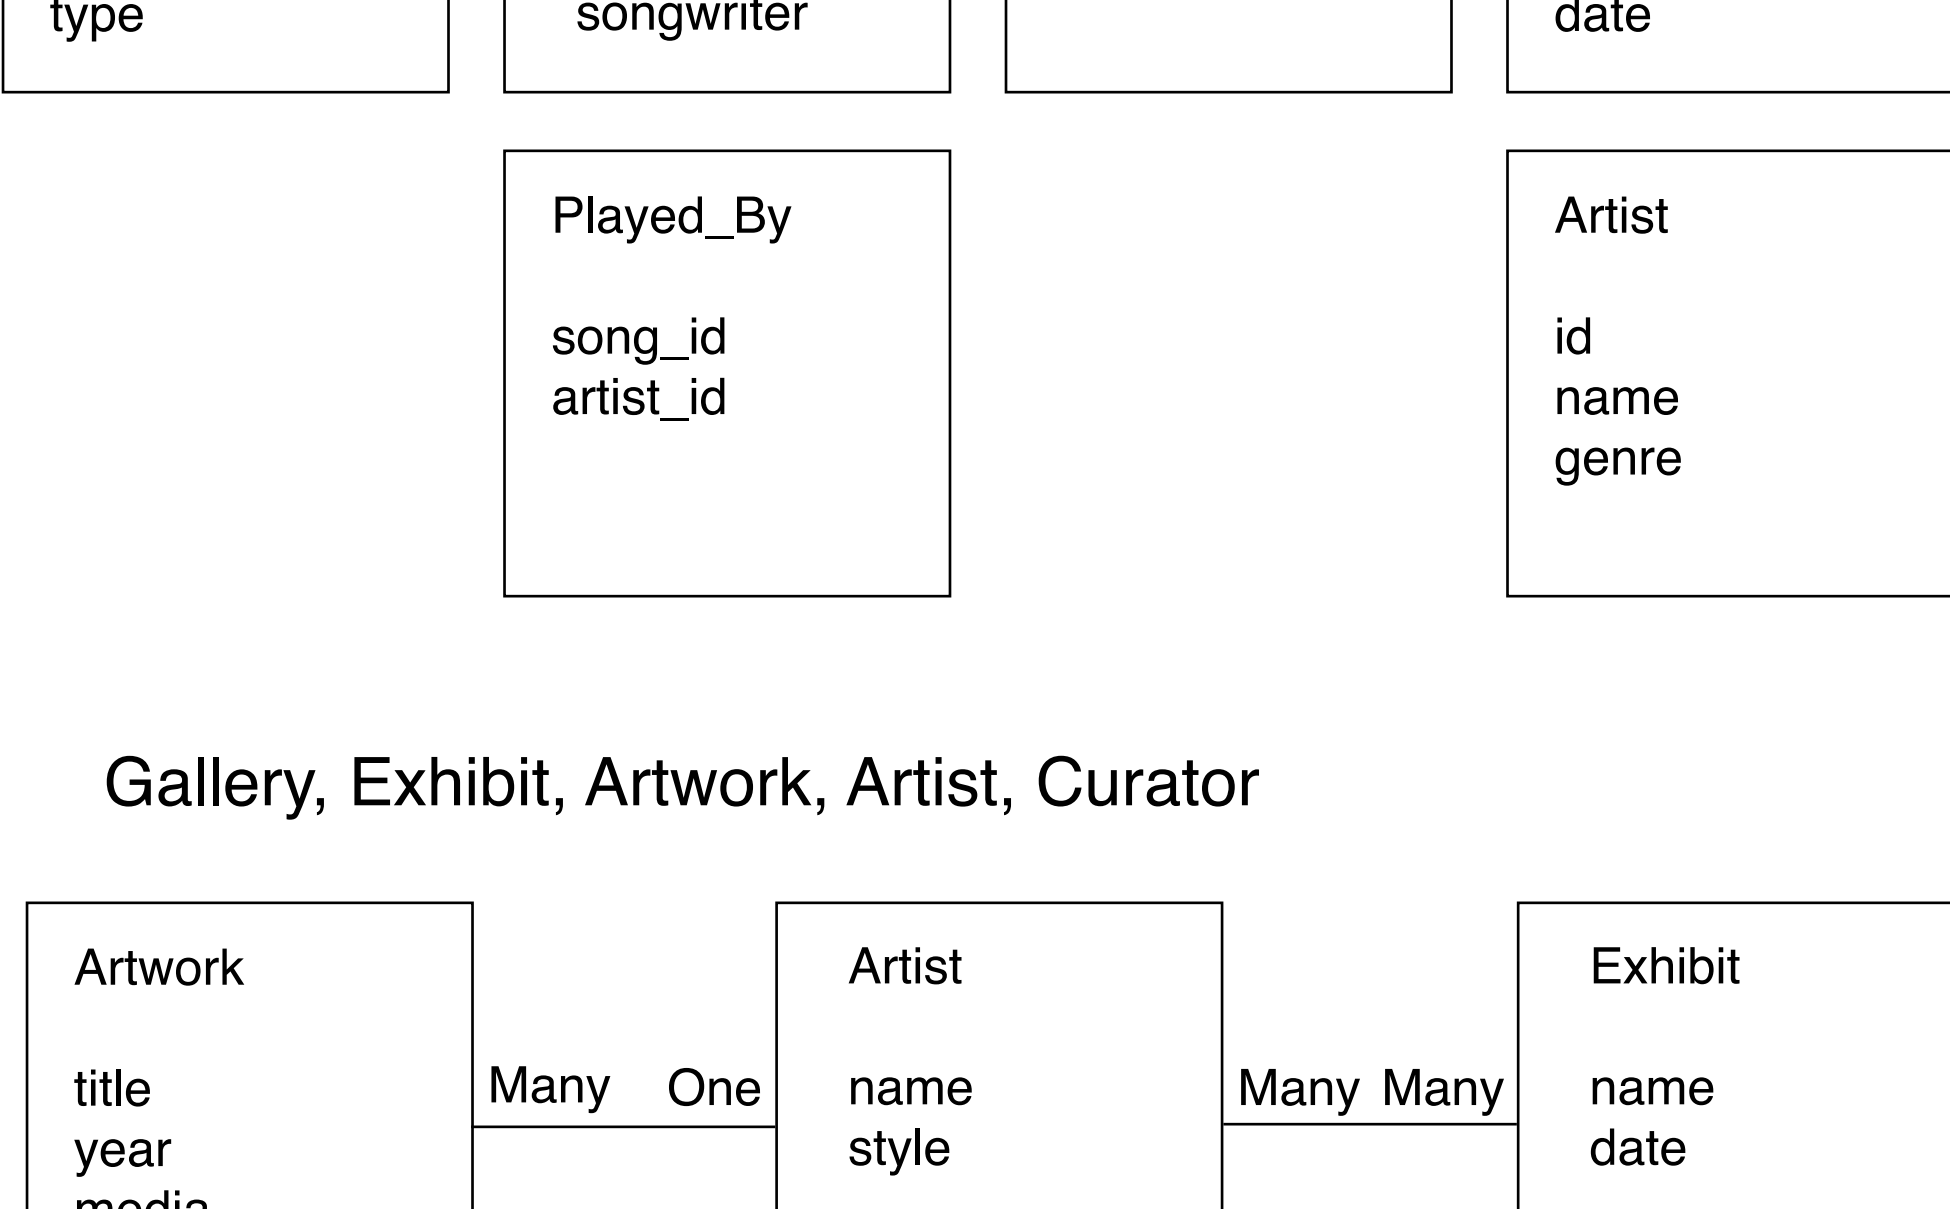 type
songwriter
date
Played_By
song_id
artist_id
Artist
id
name
genre
Gallery, Exhibit, Artwork, Artist, Curator
Artwork
title
year
media
Many One
Artist
name
style
Many Many
Exhibit
name
date